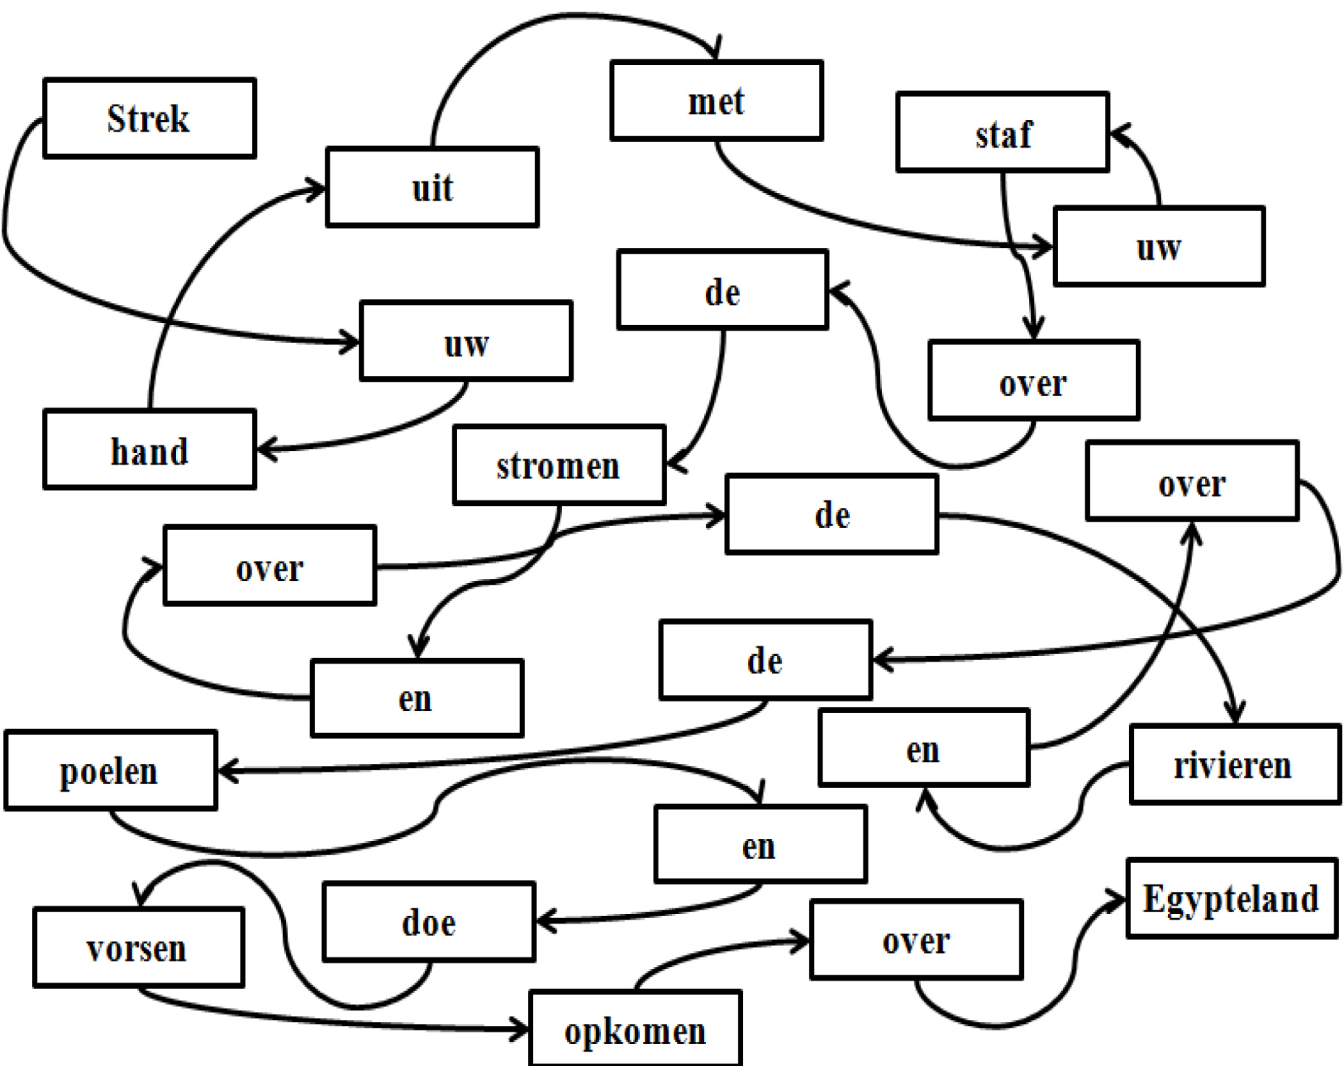 Strek
uw
hand
uit
met
uw
staf
over
de
stromen
en
over
de
rivieren
en
over
de
poelen
en
doe
vorsen
opkomen
over
Egypteland